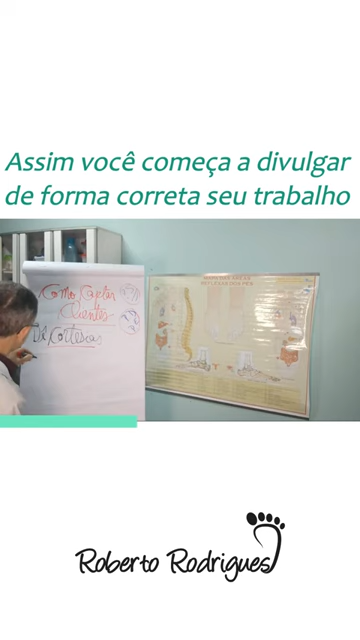 Assim você começa a divulgar
de forma correta seu trabalho
Como Captar
Clientes
Dê Cortesias
Roberto Rodrigues